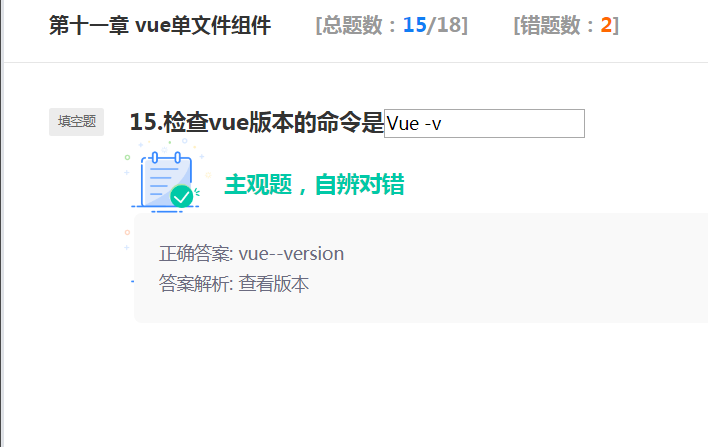 第十一章 vue单文件组件 [总题数：15/18] [错题数：2]
填空题 15.检查vue版本的命令是Vue -v
主观题，自辨对错
正确答案: vue--version
答案解析: 查看版本